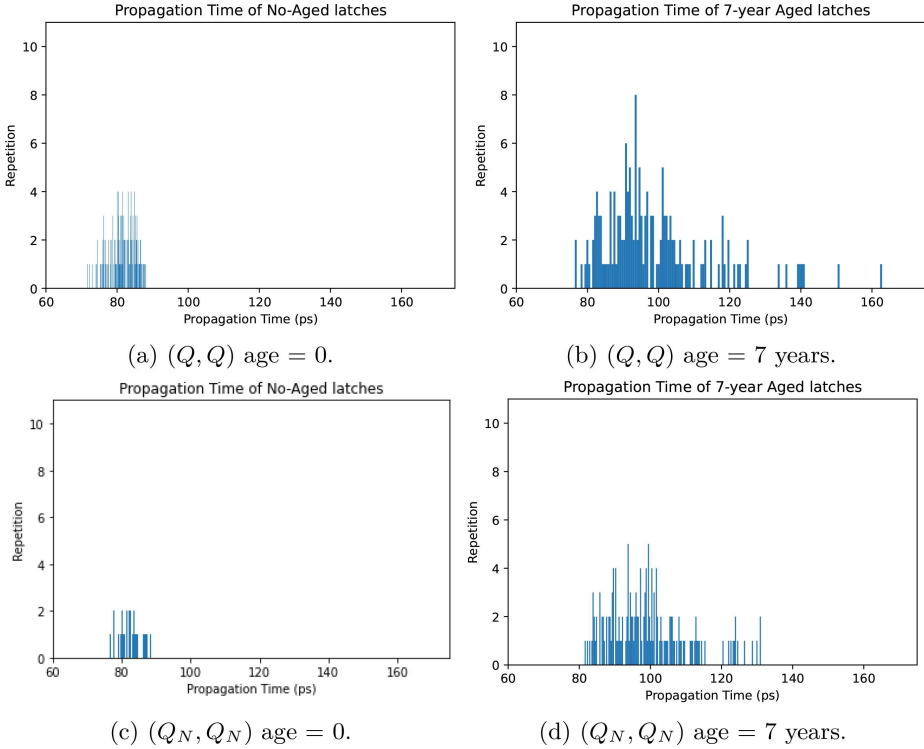 Propagation Time of No-Aged latches
10
8
6
4
2
0
Repetition
60 80 100 120 140 160
Propagation Time (ps)
(a) (Q, Q) age = 0.
Propagation Time of 7-year Aged latches
10
8
6
4
2
0
Repetition
60 80 100 120 140 160
Propagation Time (ps)
(b) (Q, Q) age = 7 years.
Propagation Time of No-Aged latches
10
8
6
4
2
0
Repetition
60 80 100 120 140 160
Propagation Time (ps)
(c) (Q_N, Q_N) age = 0.
Propagation Time of 7-year Aged latches
10
8
6
4
2
0
Repetition
60 80 100 120 140 160
Propagation Time (ps)
(d) (Q_N, Q_N) age = 7 years.